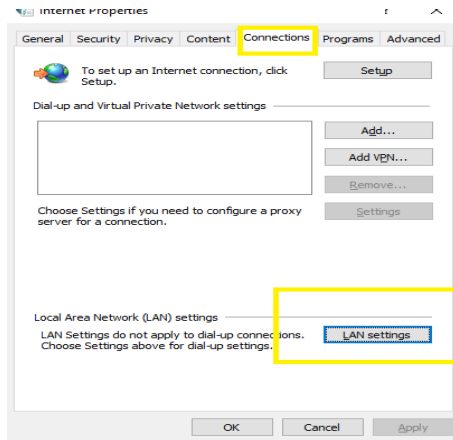 Internet Properties
General Security Privacy Content Connections Programs Advanced
To set up an Internet connection, click
Setup.
Setup
Dial-up and Virtual Private Network settings
Add...
Add VPN...
Remove...
Choose Settings if you need to configure a proxy
server for a connection.
Settings
Local Area Network (LAN) settings
LAN Settings do not apply to dial-up connections.
Choose Settings above for dial-up settings.
LAN settings
OK Cancel Apply